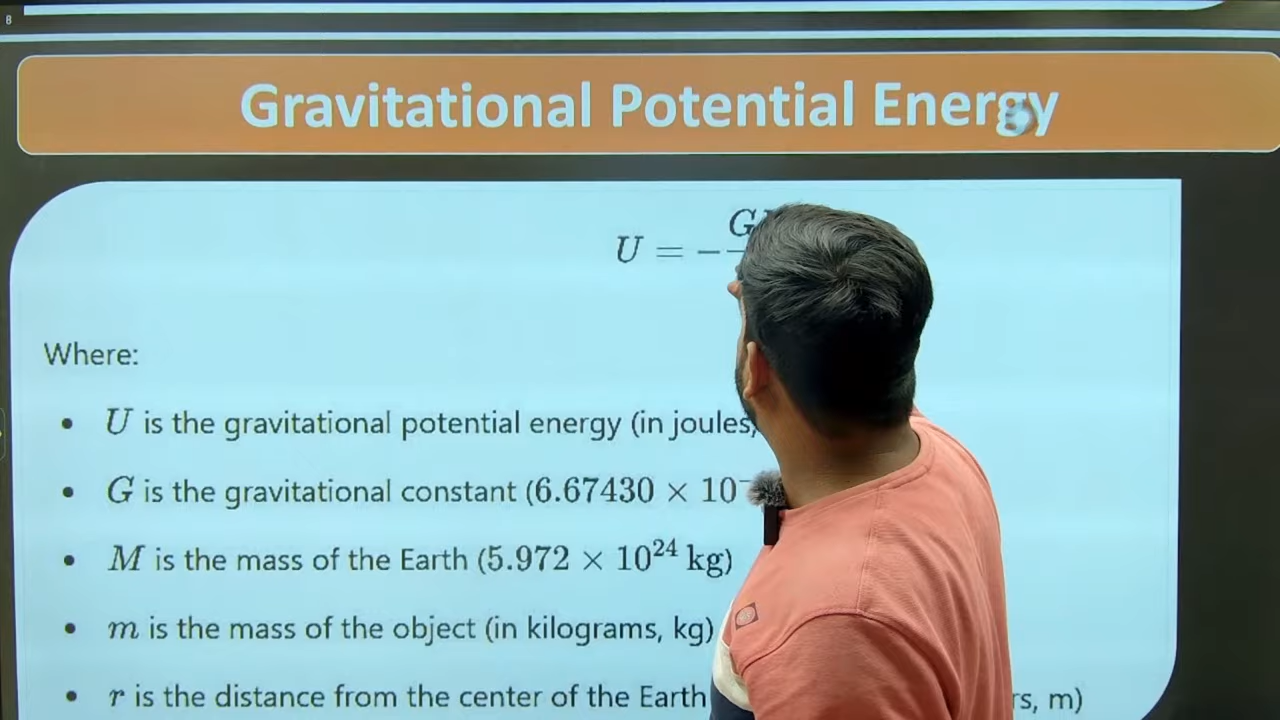 8
Gravitational Potential Energy
U = − G
Where:
• U is the gravitational potential energy (in joules,
• G is the gravitational constant (6.67430 × 10⁻
• M is the mass of the Earth (5.972 × 10²⁴ kg)
• m is the mass of the object (in kilograms, kg)
• r is the distance from the center of the Earth rs, m)